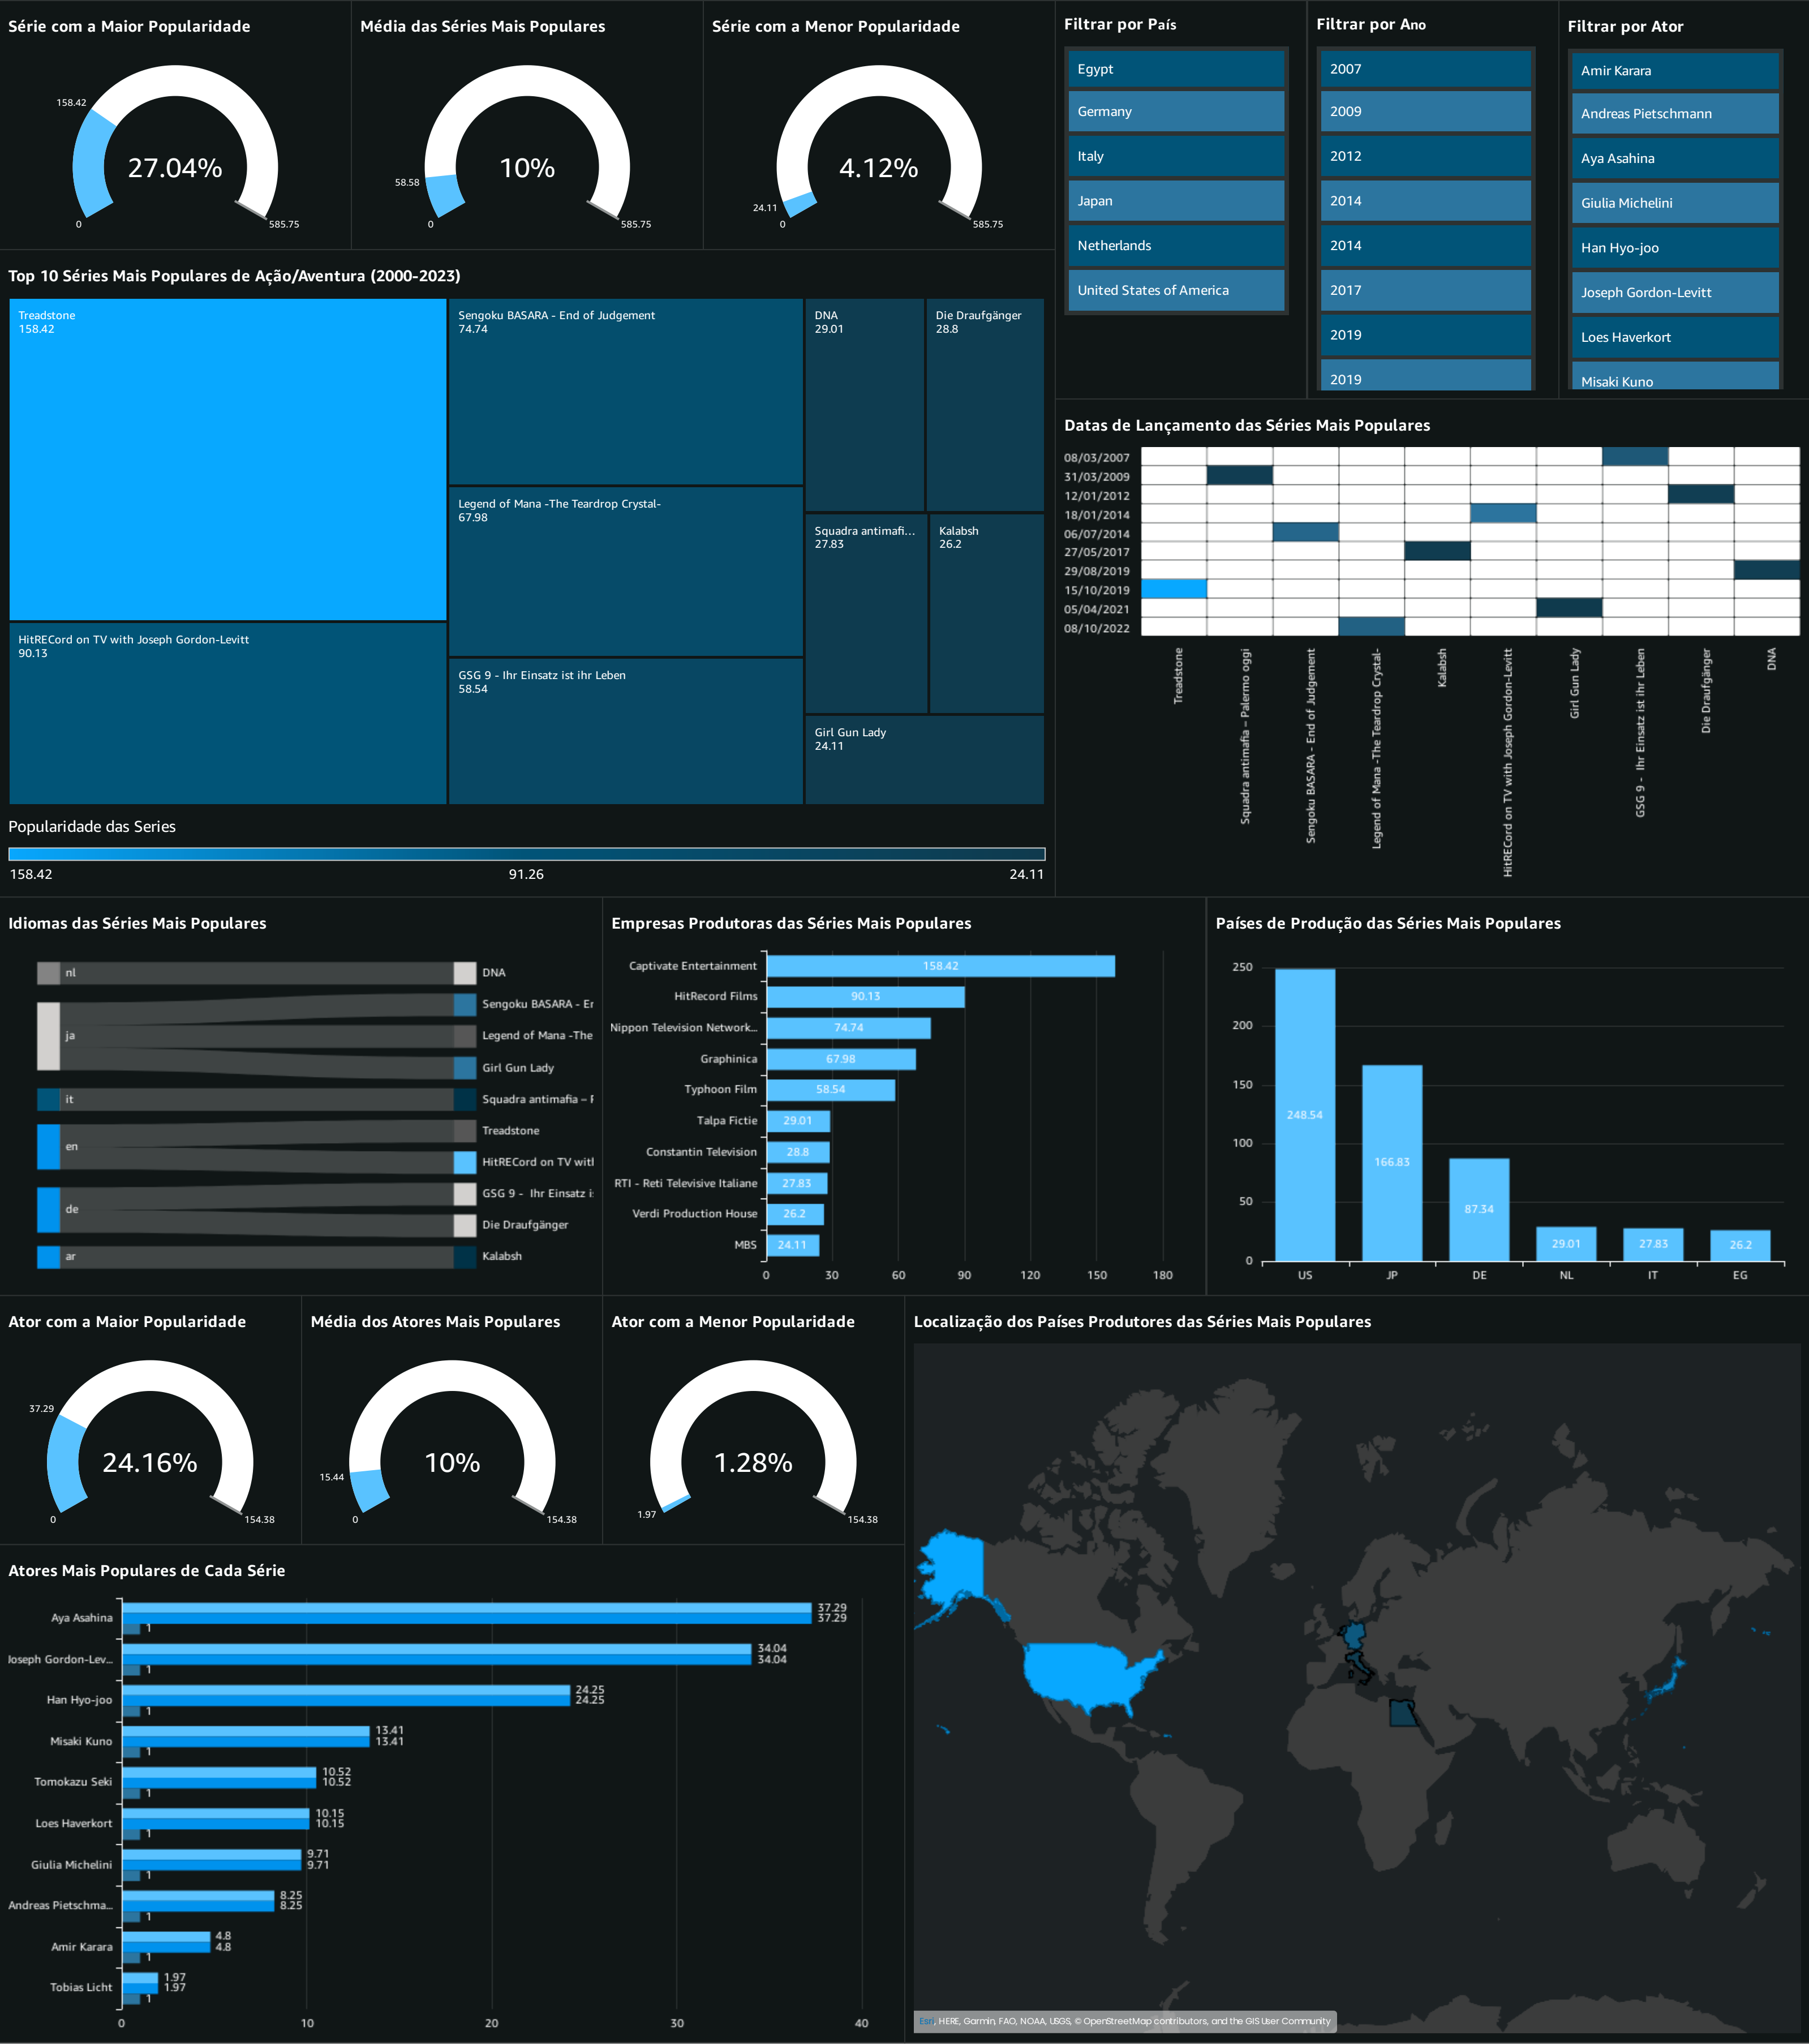 Série com a Maior Popularidade
158.42
27.04%
0
585.75
Média das Séries Mais Populares
58.58
10%
0
585.75
Série com a Menor Popularidade
24.11
4.12%
0
585.75
Filtrar por País
Egypt
Germany
Italy
Japan
Netherlands
United States of America
Filtrar por Ano
2007
2009
2012
2014
2014
2017
2019
2019
Filtrar por Ator
Amir Karara
Andreas Pietschmann
Aya Asahina
Giulia Michelini
Han Hyo-joo
Joseph Gordon-Levitt
Loes Haverkort
Misaki Kuno
Top 10 Séries Mais Populares de Ação/Aventura (2000-2023)
Treadstone
158.42
HitRECord on TV with Joseph Gordon-Levitt
90.13
Sengoku BASARA - End of Judgement
74.74
Legend of Mana -The Teardrop Crystal-
67.98
GSG 9 - Ihr Einsatz ist ihr Leben
58.54
DNA
29.01
Die Draufgänger
28.8
Squadra antimafi...
27.83
Kalabsh
26.2
Girl Gun Lady
24.11
Popularidade das Series
158.42
91.26
24.11
Datas de Lançamento das Séries Mais Populares
08/03/2007
31/03/2009
12/01/2012
18/01/2014
06/07/2014
27/05/2017
29/08/2019
15/10/2019
05/04/2021
08/10/2022
Treadstone
Squadra antimafia – Palermo oggi
Sengoku BASARA - End of Judgement
Legend of Mana -The Teardrop Crystal-
Kalabsh
HitRECord on TV with Joseph Gordon-Levitt
Girl Gun Lady
GSG 9 - Ihr Einsatz ist ihr Leben
Die Draufgänger
DNA
Idiomas das Séries Mais Populares
nl
ja
it
en
de
ar
DNA
Sengoku BASARA - Er
Legend of Mana -The
Girl Gun Lady
Squadra antimafia –
Treadstone
HitRECord on TV with
GSG 9 - Ihr Einsatz i
Die Draufgänger
Kalabsh
Empresas Produtoras das Séries Mais Populares
Captivate Entertainment
158.42
HitRecord Films
90.13
Nippon Television Network...
74.74
Graphinica
67.98
Typhoon Film
58.54
Talpa Fictie
29.01
Constantin Television
28.8
RTI - Reti Televisive Italiane
27.83
Verdi Production House
26.2
MBS
24.11
0 30 60 90 120 150 180
Países de Produção das Séries Mais Populares
250
200
150
100
50
0
248.54
166.83
87.34
29.01
27.83
26.2
US JP DE NL IT EG
Ator com a Maior Popularidade
37.29
24.16%
0
154.38
Média dos Atores Mais Populares
15.44
10%
0
154.38
Ator com a Menor Popularidade
1.97
1.28%
0
154.38
Atores Mais Populares de Cada Série
Aya Asahina
37.29
37.29
1
Joseph Gordon-Lev...
34.04
34.04
1
Han Hyo-joo
24.25
24.25
1
Misaki Kuno
13.41
13.41
1
Tomokazu Seki
10.52
10.52
1
Loes Haverkort
10.15
10.15
1
Giulia Michelini
9.71
9.71
1
Andreas Pietschma...
8.25
8.25
1
Amir Karara
4.8
4.8
1
Tobias Licht
1.97
1.97
1
0 10 20 30 40
Localização dos Países Produtores das Séries Mais Populares
Esri, HERE, Garmin, FAO, NOAA, USGS, © OpenStreetMap contributors, and the GIS User Community